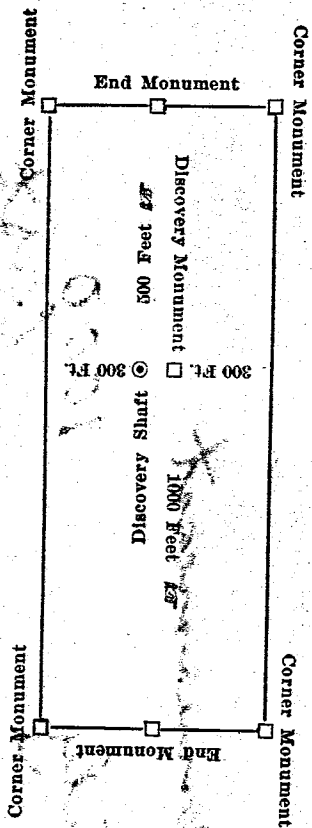 Corner Monument
End Monument
Corner Monument
Discovery Monument
500 Feet
300 Ft.
300 Ft.
Discovery Shaft
1000 Feet
Corner Monument
End Monument
Corner Monument